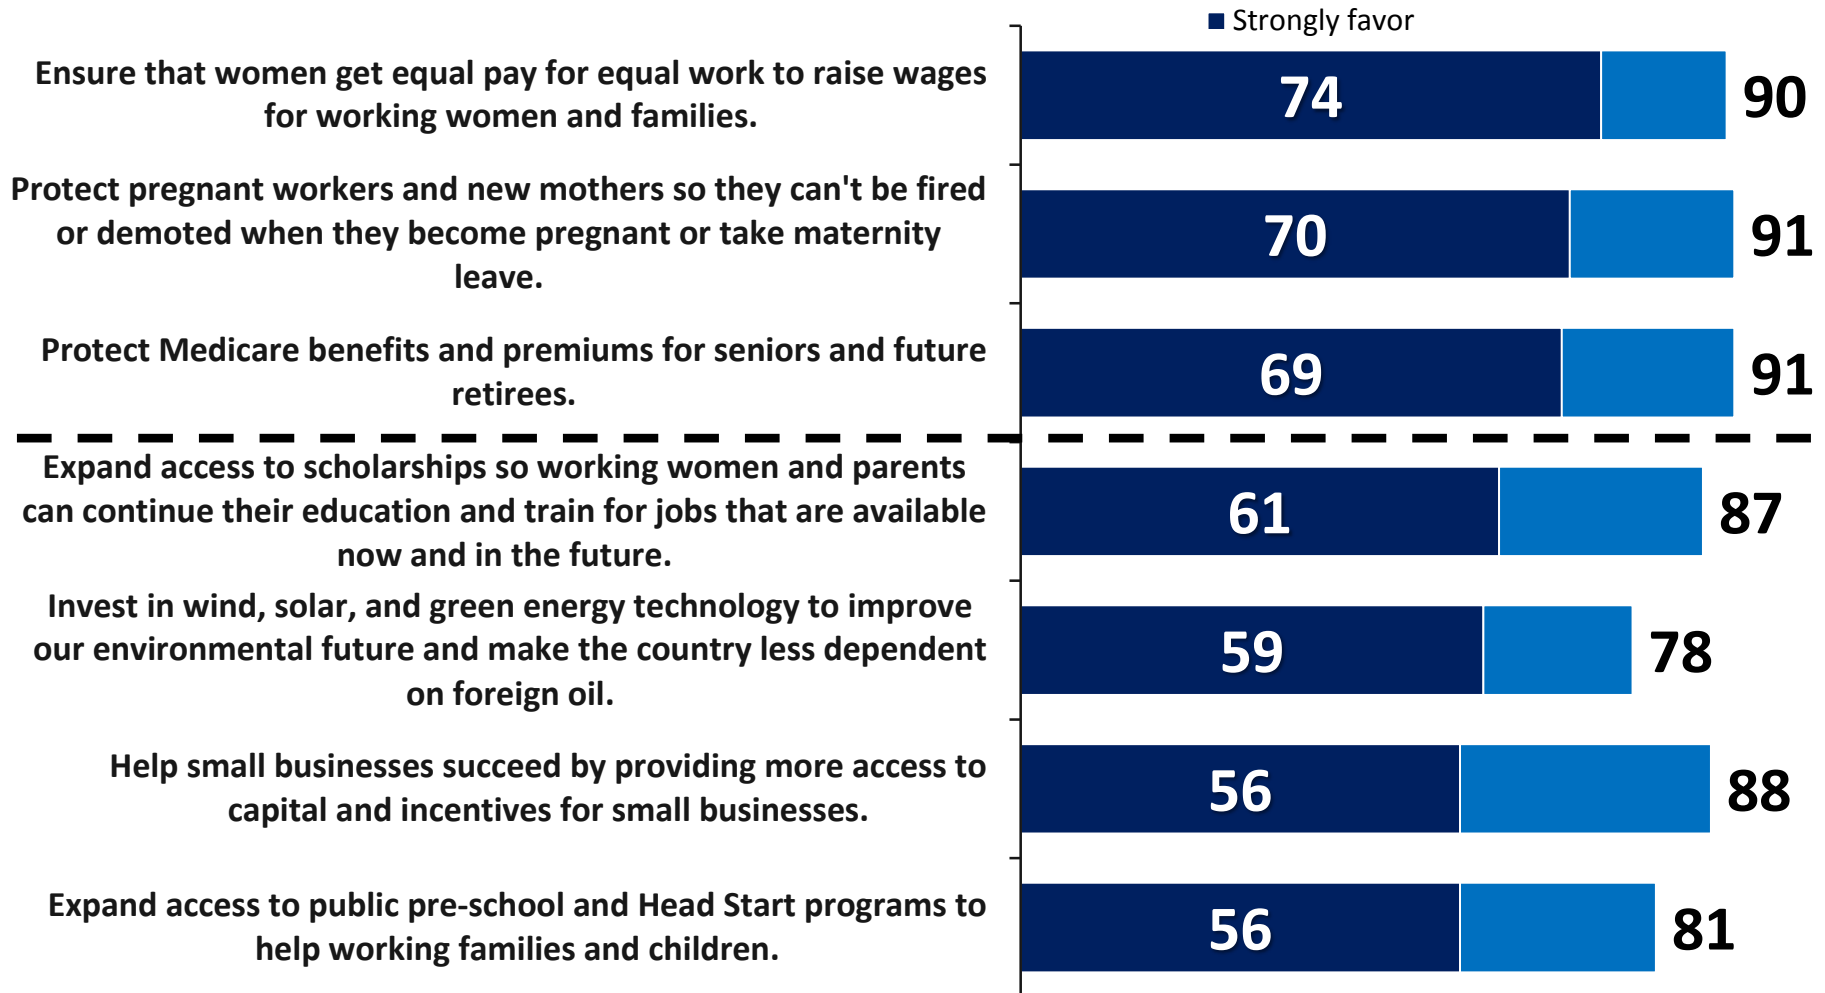 Strongly favor
Ensure that women get equal pay for equal work to raise wages
for working women and families.
74
90
Protect pregnant workers and new mothers so they can't be fired
or demoted when they become pregnant or take maternity
leave.
70
91
Protect Medicare benefits and premiums for seniors and future
retirees.
69
91
Expand access to scholarships so working women and parents
can continue their education and train for jobs that are available
now and in the future.
61
87
Invest in wind, solar, and green energy technology to improve
our environmental future and make the country less dependent
on foreign oil.
59
78
Help small businesses succeed by providing more access to
capital and incentives for small businesses.
56
88
Expand access to public pre-school and Head Start programs to
help working families and children.
56
81